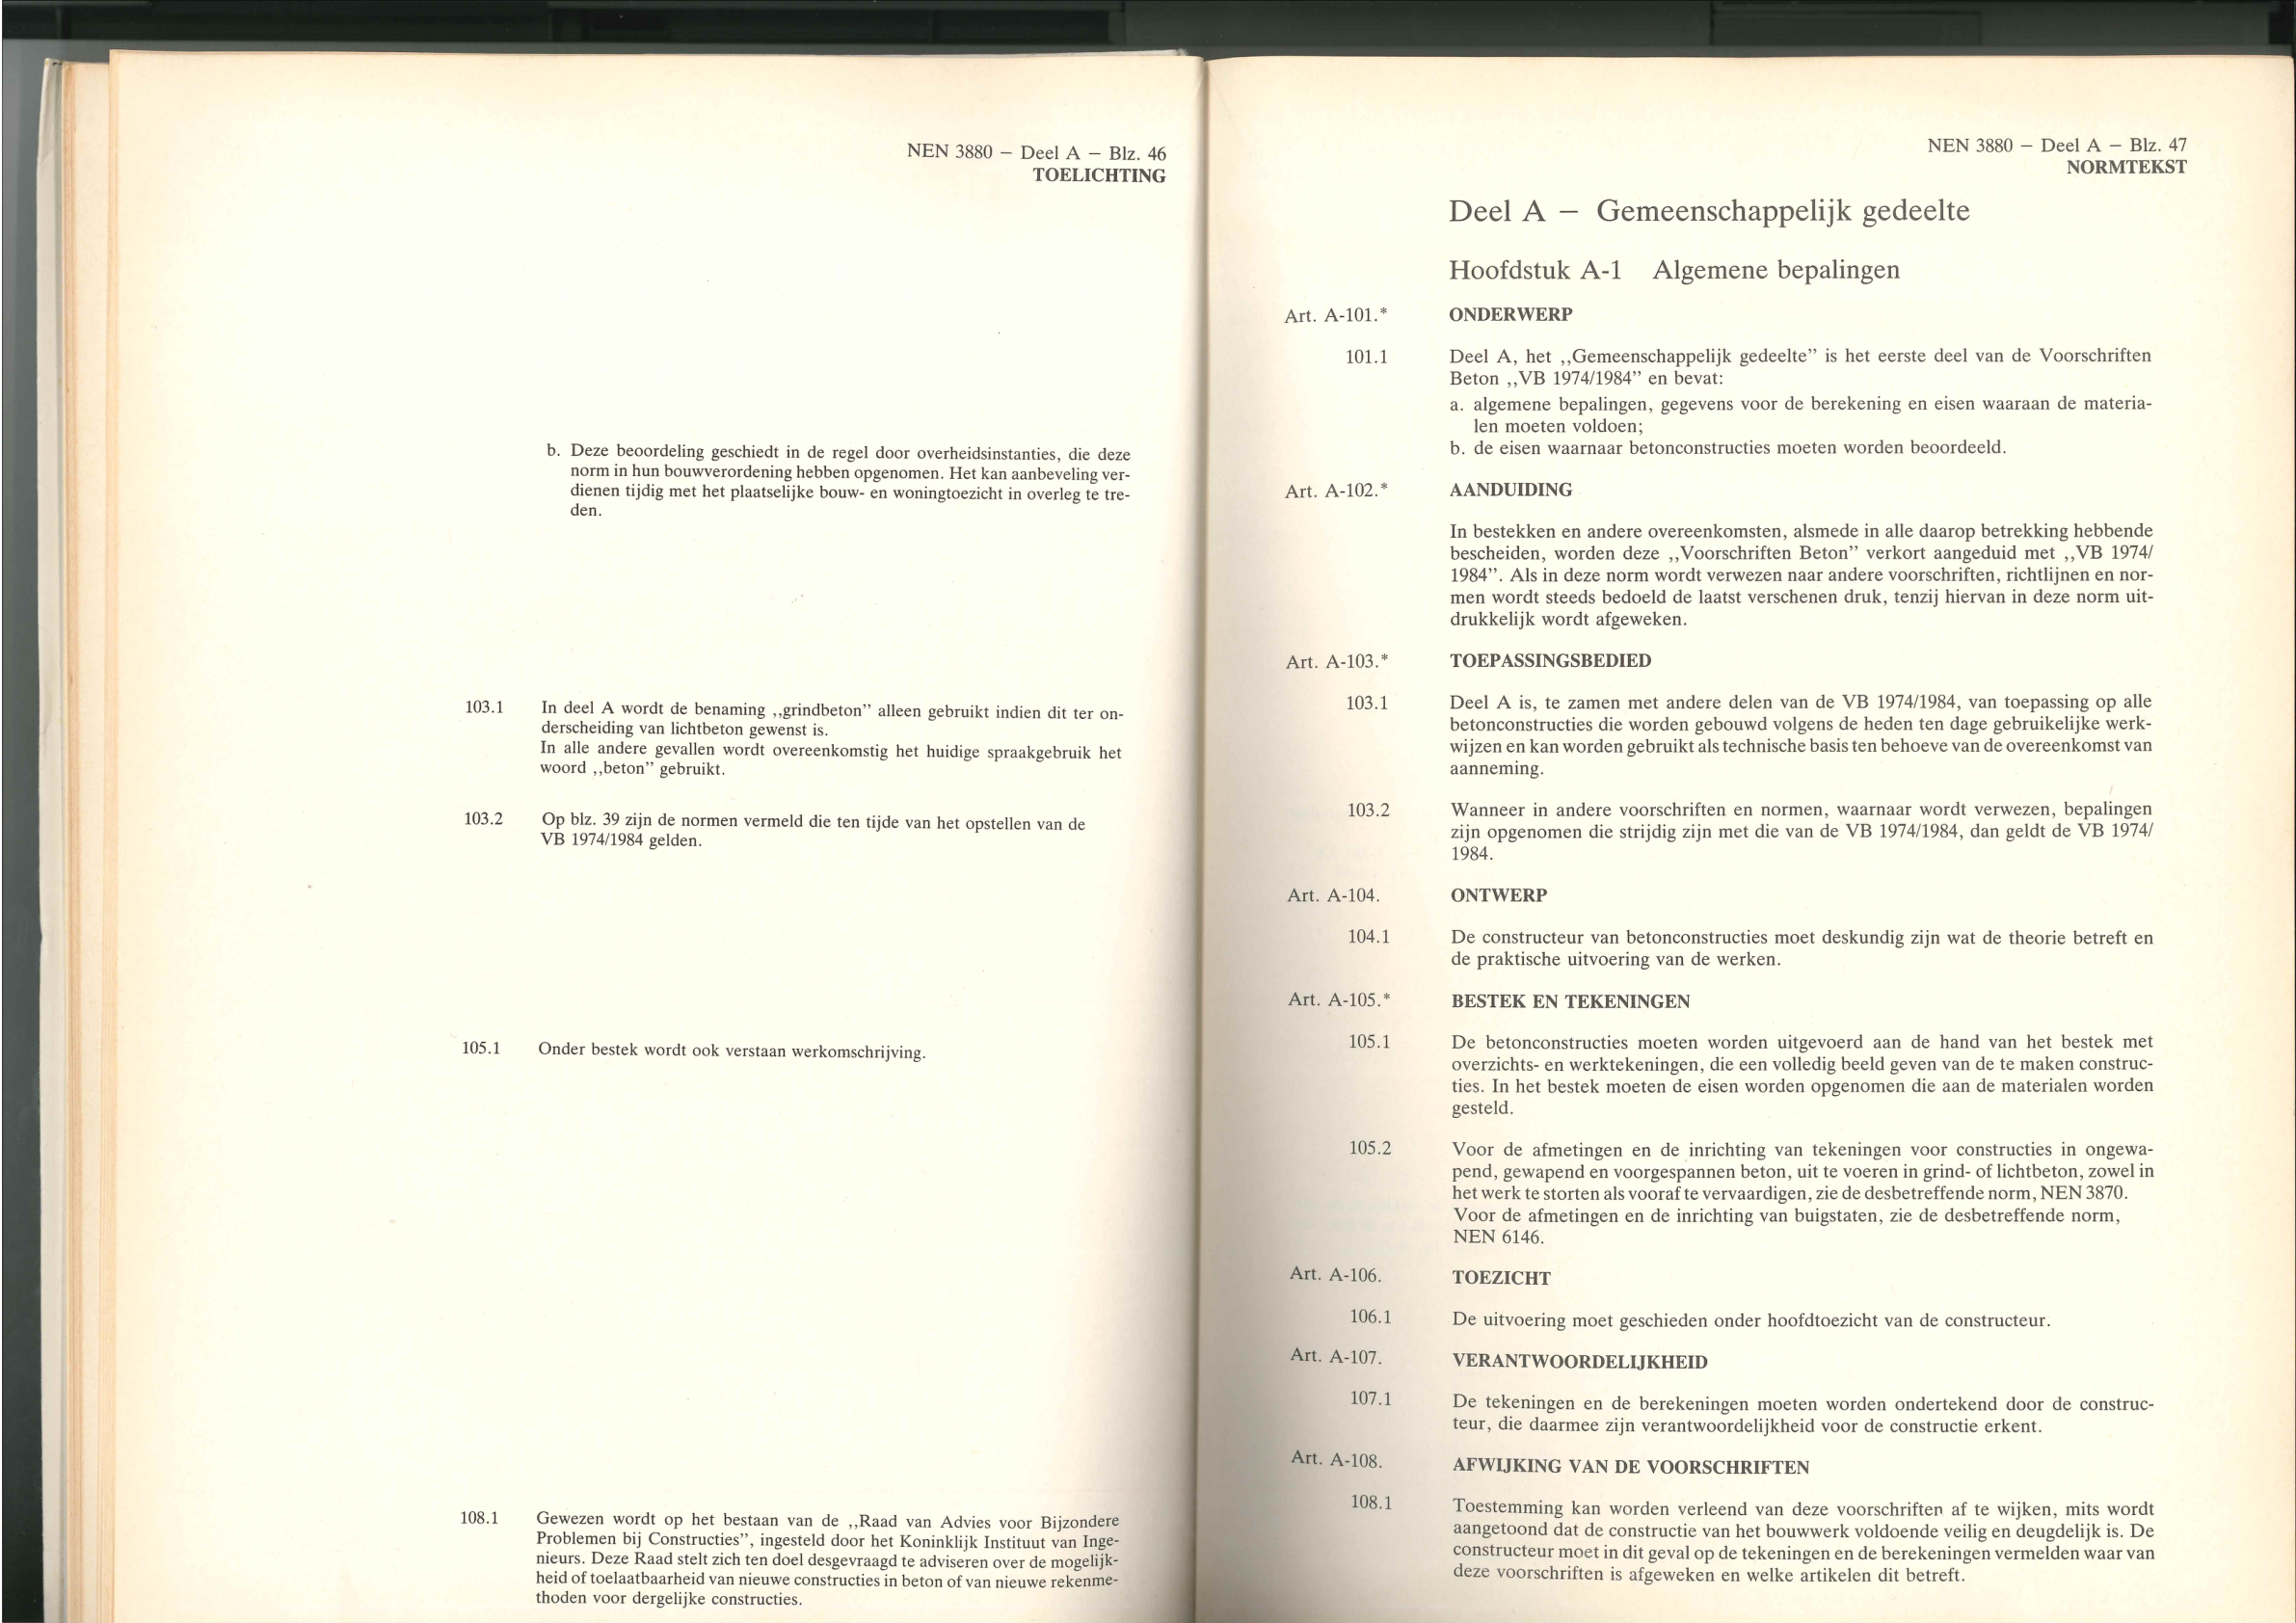 NEN 3880 — Deel A — Blz. 46
TOELICHTING
b. Deze beoordeling geschiedt in de regel door overheidsinstanties, die deze
norm in hun bouwverordening hebben opgenomen. Het kan aanbeveling ver-
dienen tijdig met het plaatselijke bouw- en woningtoezicht in overleg te tre-
den.
103.1 In deel A wordt de benaming ,,grindbeton” alleen gebruikt indien dit ter on-
derscheiding van lichtbeton gewenst is.
In alle andere gevallen wordt overeenkomstig het huidige spraakgebruik het
woord ,,beton” gebruikt.
103.2 Op blz. 39 zijn de normen vermeld die ten tijde van het opstellen van de
VB 1974/1984 gelden.
105.1 Onder bestek wordt ook verstaan werkomschrijving.
108.1 Gewezen wordt op het bestaan van de ,,Raad van Advies voor Bijzondere
Problemen bij Constructies”, ingesteld door het Koninklijk Instituut van Inge-
nieurs. Deze Raad stelt zich ten doel desgevraagd te adviseren over de mogelijk-
heid of toelaatbaarheid van nieuwe constructies in beton of van nieuwe rekenme-
thoden voor dergelijke constructies.
NEN 3880 — Deel A — Blz. 47
NORMTEKST
Deel A — Gemeenschappelijk gedeelte
Hoofdstuk A-1 Algemene bepalingen
Art. A-101.* ONDERWERP
101.1 Deel A, het ,,Gemeenschappelijk gedeelte” is het eerste deel van de Voorschriften
Beton ,,VB 1974/1984” en bevat:
a. algemene bepalingen, gegevens voor de berekening en eisen waaraan de materia-
len moeten voldoen;
b. de eisen waarnaar betonconstructies moeten worden beoordeeld.
Art. A-102.* AANDUIDING
In bestekken en andere overeenkomsten, alsmede in alle daarop betrekking hebbende
bescheiden, worden deze ,,Voorschriften Beton” verkort aangeduid met ,,VB 1974/
1984”. Als in deze norm wordt verwezen naar andere voorschriften, richtlijnen en nor-
men wordt steeds bedoeld de laatst verschenen druk, tenzij hiervan in deze norm uit-
drukkelijk wordt afgeweken.
Art. A-103.* TOEPASSINGSBEDIED
103.1 Deel A is, te zamen met andere delen van de VB 1974/1984, van toepassing op alle
betonconstructies die worden gebouwd volgens de heden ten dage gebruikelijke werk-
wijzen en kan worden gebruikt als technische basis ten behoeve van de overeenkomst van
aanneming.
103.2 Wanneer in andere voorschriften en normen, waarnaar wordt verwezen, bepalingen
zijn opgenomen die strijdig zijn met die van de VB 1974/1984, dan geldt de VB 1974/
1984.
Art. A-104. ONTWERP
104.1 De constructeur van betonconstructies moet deskundig zijn wat de theorie betreft en
de praktische uitvoering van de werken.
Art. A-105.* BESTEK EN TEKENINGEN
105.1 De betonconstructies moeten worden uitgevoerd aan de hand van het bestek met
overzichts- en werktekeningen, die een volledig beeld geven van de te maken construc-
ties. In het bestek moeten de eisen worden opgenomen die aan de materialen worden
gesteld.
105.2 Voor de afmetingen en de inrichting van tekeningen voor constructies in ongewa-
pend, gewapend en voorgespannen beton, uit te voeren in grind- of lichtbeton, zowel in
het werk te storten als vooraf te vervaardigen, zie de desbetreffende norm, NEN 3870.
Voor de afmetingen en de inrichting van buigstaten, zie de desbetreffende norm,
NEN 6146.
Art. A-106. TOEZICHT
106.1 De uitvoering moet geschieden onder hoofdtoezicht van de constructeur.
Art. A-107. VERANTWOORDELIJKHEID
107.1 De tekeningen en de berekeningen moeten worden ondertekend door de construc-
teur, die daarmee zijn verantwoordelijkheid voor de constructie erkent.
Art. A-108. AFWIJKING VAN DE VOORSCHRIFTEN
108.1 Toestemming kan worden verleend van deze voorschriften af te wijken, mits wordt
aangetoond dat de constructie van het bouwwerk voldoende veilig en deugdelijk is. De
constructeur moet in dit geval op de tekeningen en de berekeningen vermelden waar van
deze voorschriften is afgeweken en welke artikelen dit betreft.